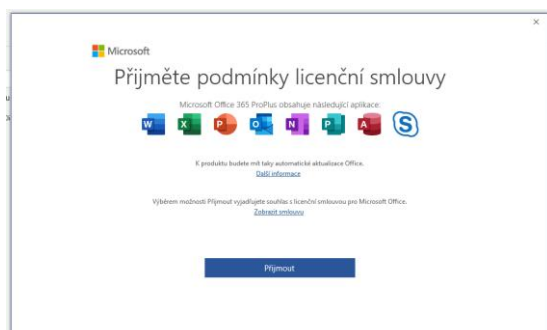 Microsoft
Přijměte podmínky licenční smlouvy
Microsoft Office 365 ProPlus obsahuje následující aplikace:
W X P O N P A S
K produktu budete mít taky automatické aktualizace Office.
Další informace
Výběrem možnosti Přijmout vyjadřujete souhlas s licenční smlouvou pro Microsoft Office.
Zobrazit smlouvu
Přijmout